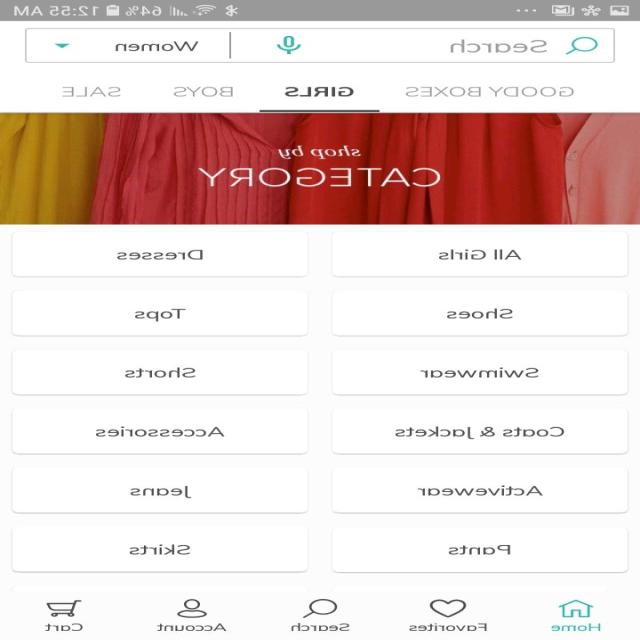 12:55 AM 64%
Search Women
GOODY BOXES GIRLS BOYS SALE
shop by
CATEGORY
All Girls Dresses
Shoes Tops
Swimwear Shorts
Coats & Jackets Accessories
Activewear Jeans
Pants Skirts
Home Favorites Search Account Cart